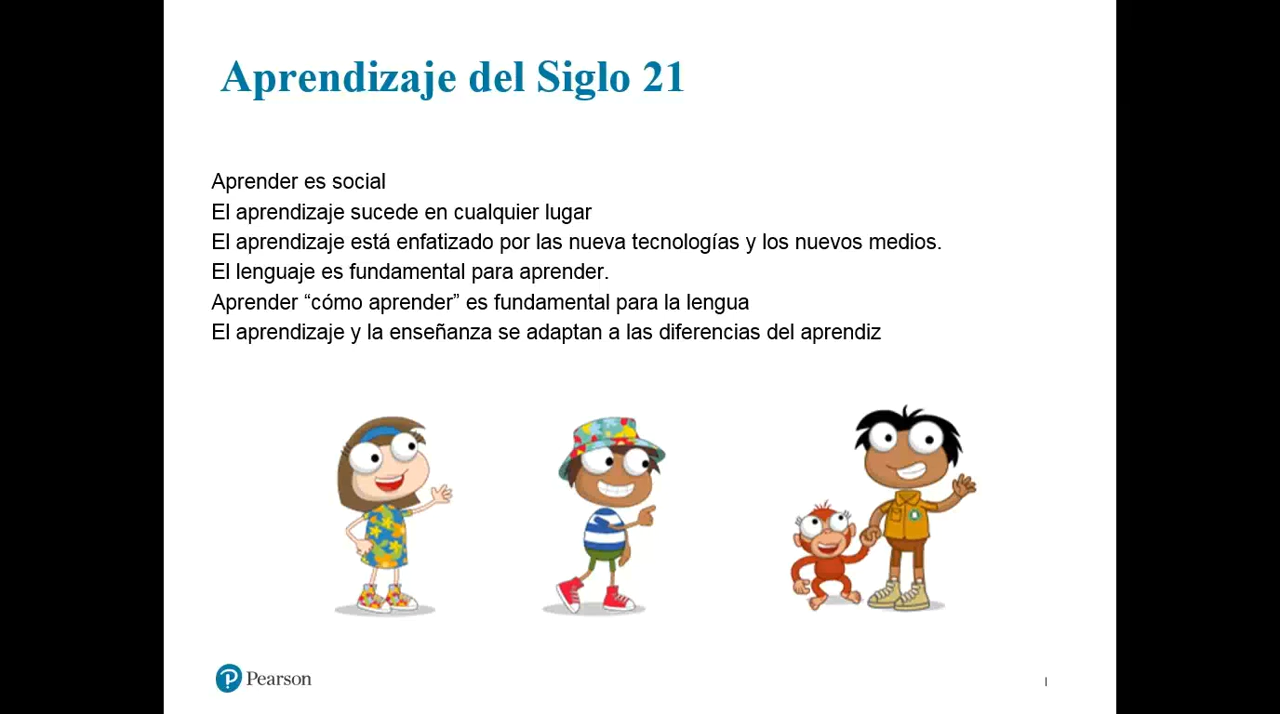 Aprendizaje del Siglo 21
Aprender es social
El aprendizaje sucede en cualquier lugar
El aprendizaje está enfatizado por las nueva tecnologías y los nuevos medios.
El lenguaje es fundamental para aprender.
Aprender “cómo aprender” es fundamental para la lengua
El aprendizaje y la enseñanza se adaptan a las diferencias del aprendiz
Pearson